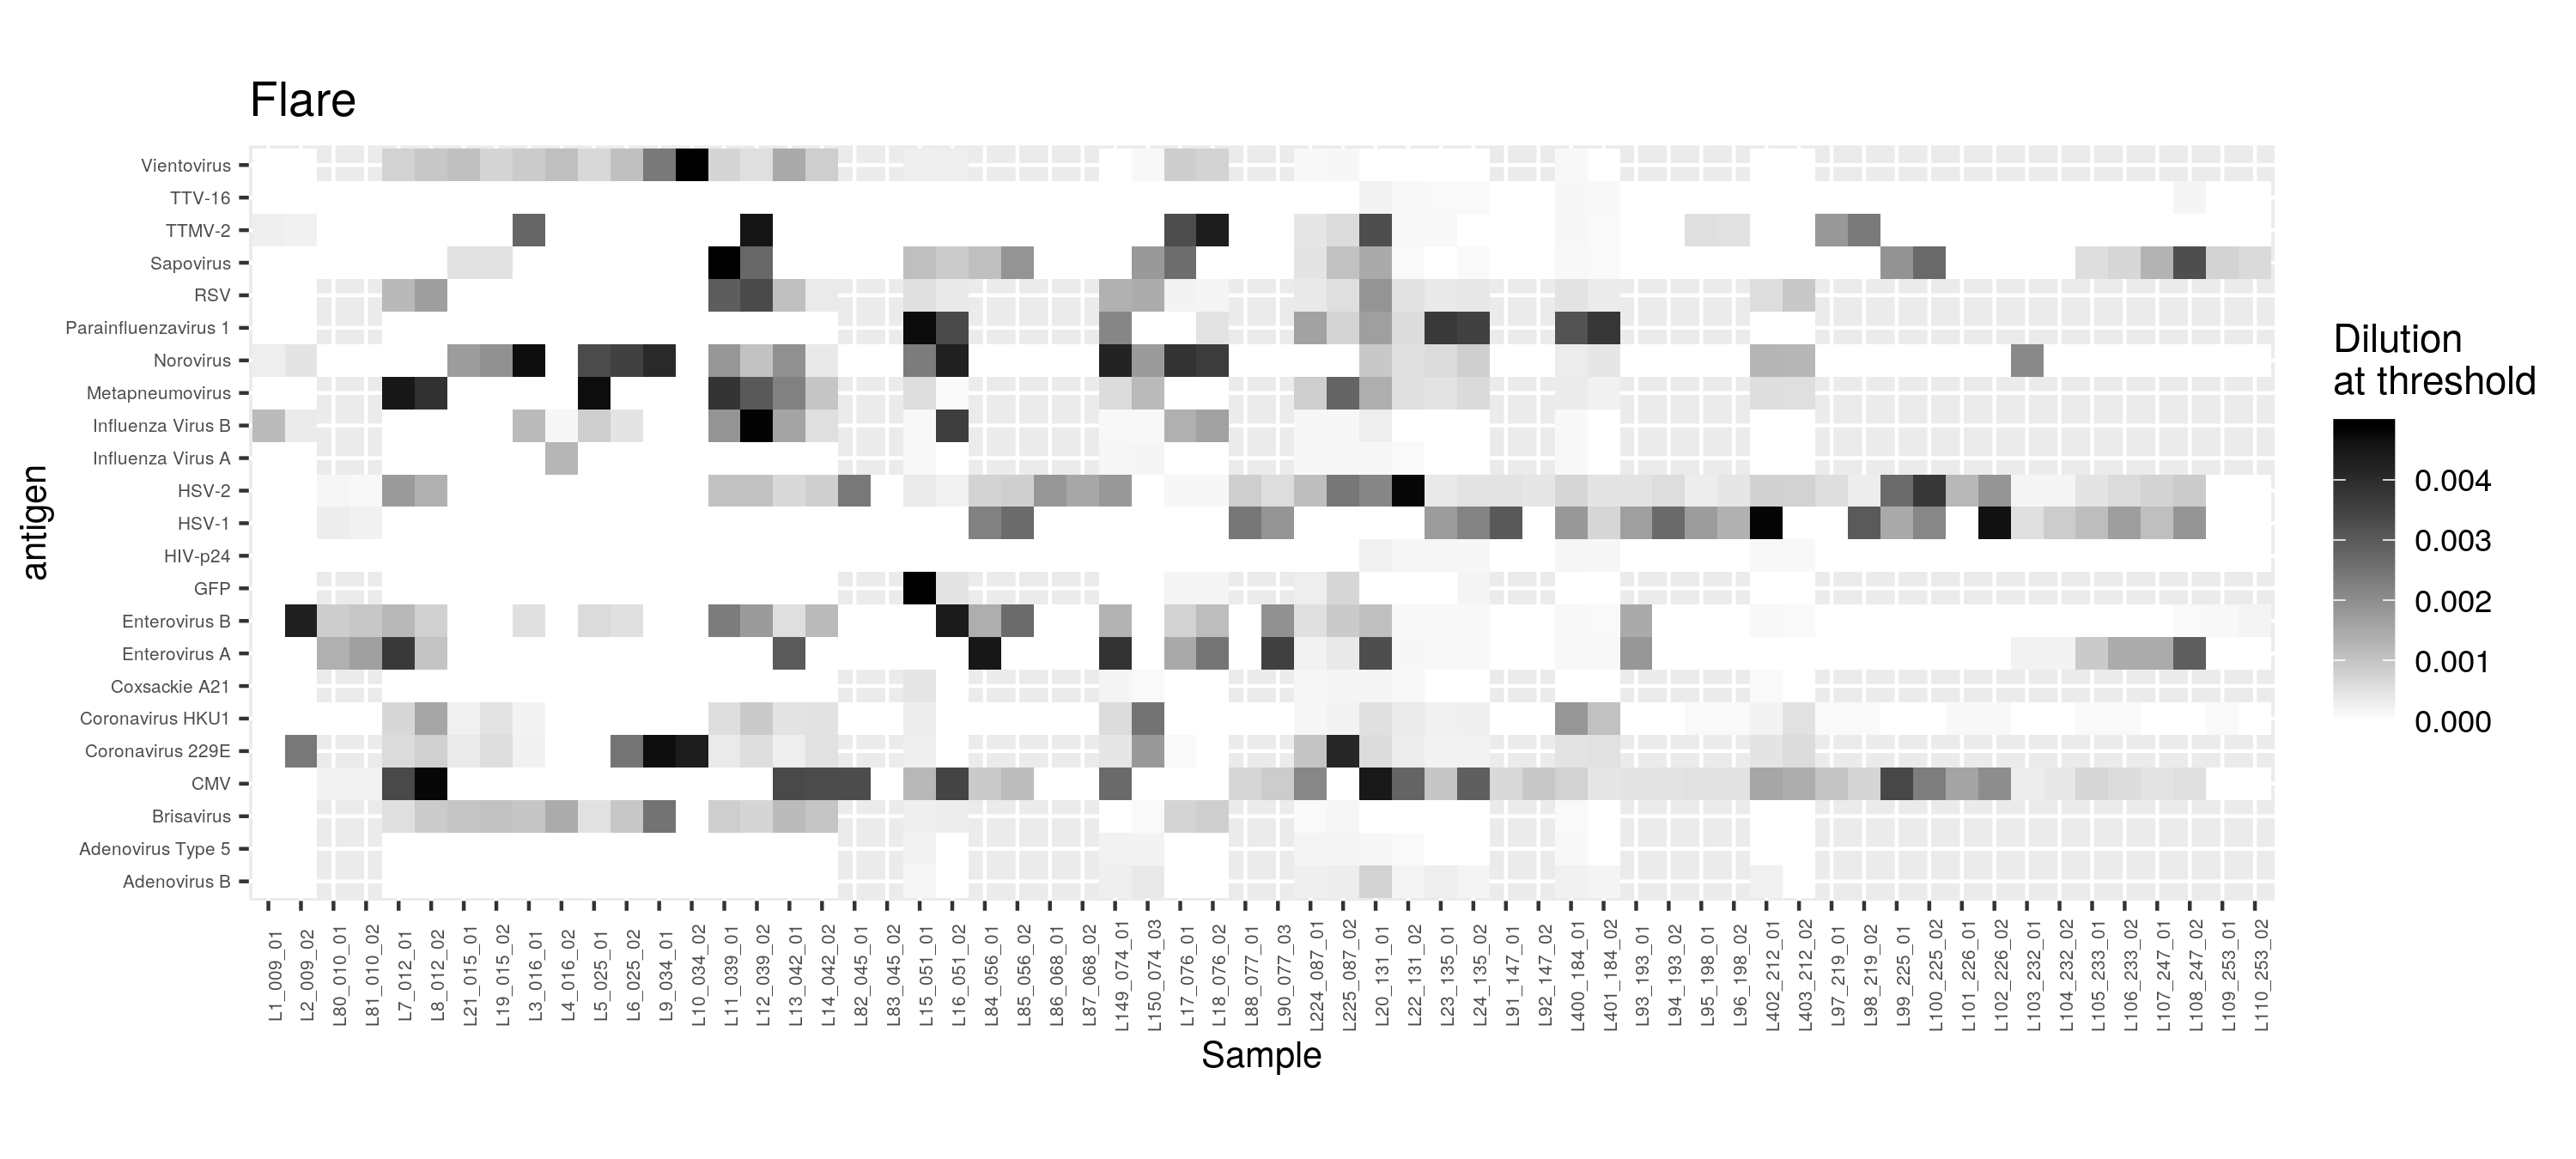 Flare
Vientovirus
TTV-16
TTMV-2
Sapovirus
RSV
Parainfluenzavirus 1
Norovirus
Metapneumovirus
Influenza Virus B
Influenza Virus A
HSV-2
HSV-1
HIV-p24
GFP
Enterovirus B
Enterovirus A
Coxsackie A21
Coronavirus HKU1
Coronavirus 229E
CMV
Brisavirus
Adenovirus Type 5
Adenovirus B
antigen
L1_009_01
L2_009_02
L80_010_01
L81_010_02
L7_012_01
L8_012_02
L21_015_01
L19_015_02
L3_016_01
L4_016_02
L5_025_01
L6_025_02
L9_034_01
L10_034_02
L11_039_01
L12_039_02
L13_042_01
L14_042_02
L82_045_01
L83_045_02
L15_051_01
L16_051_02
L84_056_01
L85_056_02
L86_068_01
L87_068_02
L149_074_01
L150_074_03
L17_076_01
L18_076_02
L88_077_01
L90_077_03
L224_087_01
L225_087_02
L20_131_01
L22_131_02
L23_135_01
L24_135_02
L91_147_01
L92_147_02
L400_184_01
L401_184_02
L93_193_01
L94_193_02
L95_198_01
L96_198_02
L402_212_01
L403_212_02
L97_219_01
L98_219_02
L99_225_01
L100_225_02
L101_226_01
L102_226_02
L103_232_01
L104_232_02
L105_233_01
L106_233_02
L107_247_01
L108_247_02
L109_253_01
L110_253_02
Sample
Dilution
at threshold
0.004
0.003
0.002
0.001
0.000